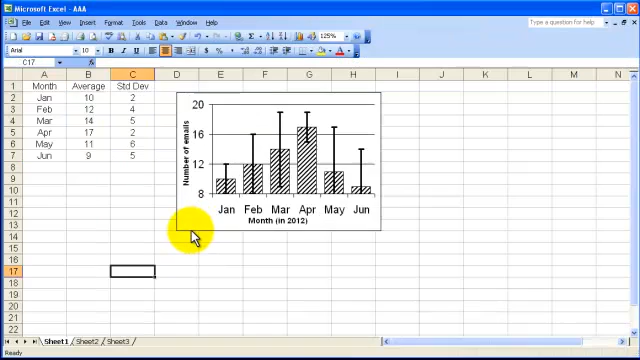 Microsoft Excel - AAA
File Edit View Insert Format Tools Data Window Help
Type a question for help
125%
Arial 10 B I U
C17 fx
A B C D E F G H I J K L M N
1 Month Average Std Dev
2 Jan 10 2
3 Feb 12 4
4 Mar 14 5
5 Apr 17 2
6 May 11 6
7 Jun 9 5
8
9
10
11
12
13
14
15
16
17
18
19
20
21
22
20
16
12
8
Number of emails
Jan Feb Mar Apr May Jun
Month (in 2012)
Sheet1 Sheet2 Sheet3
Ready